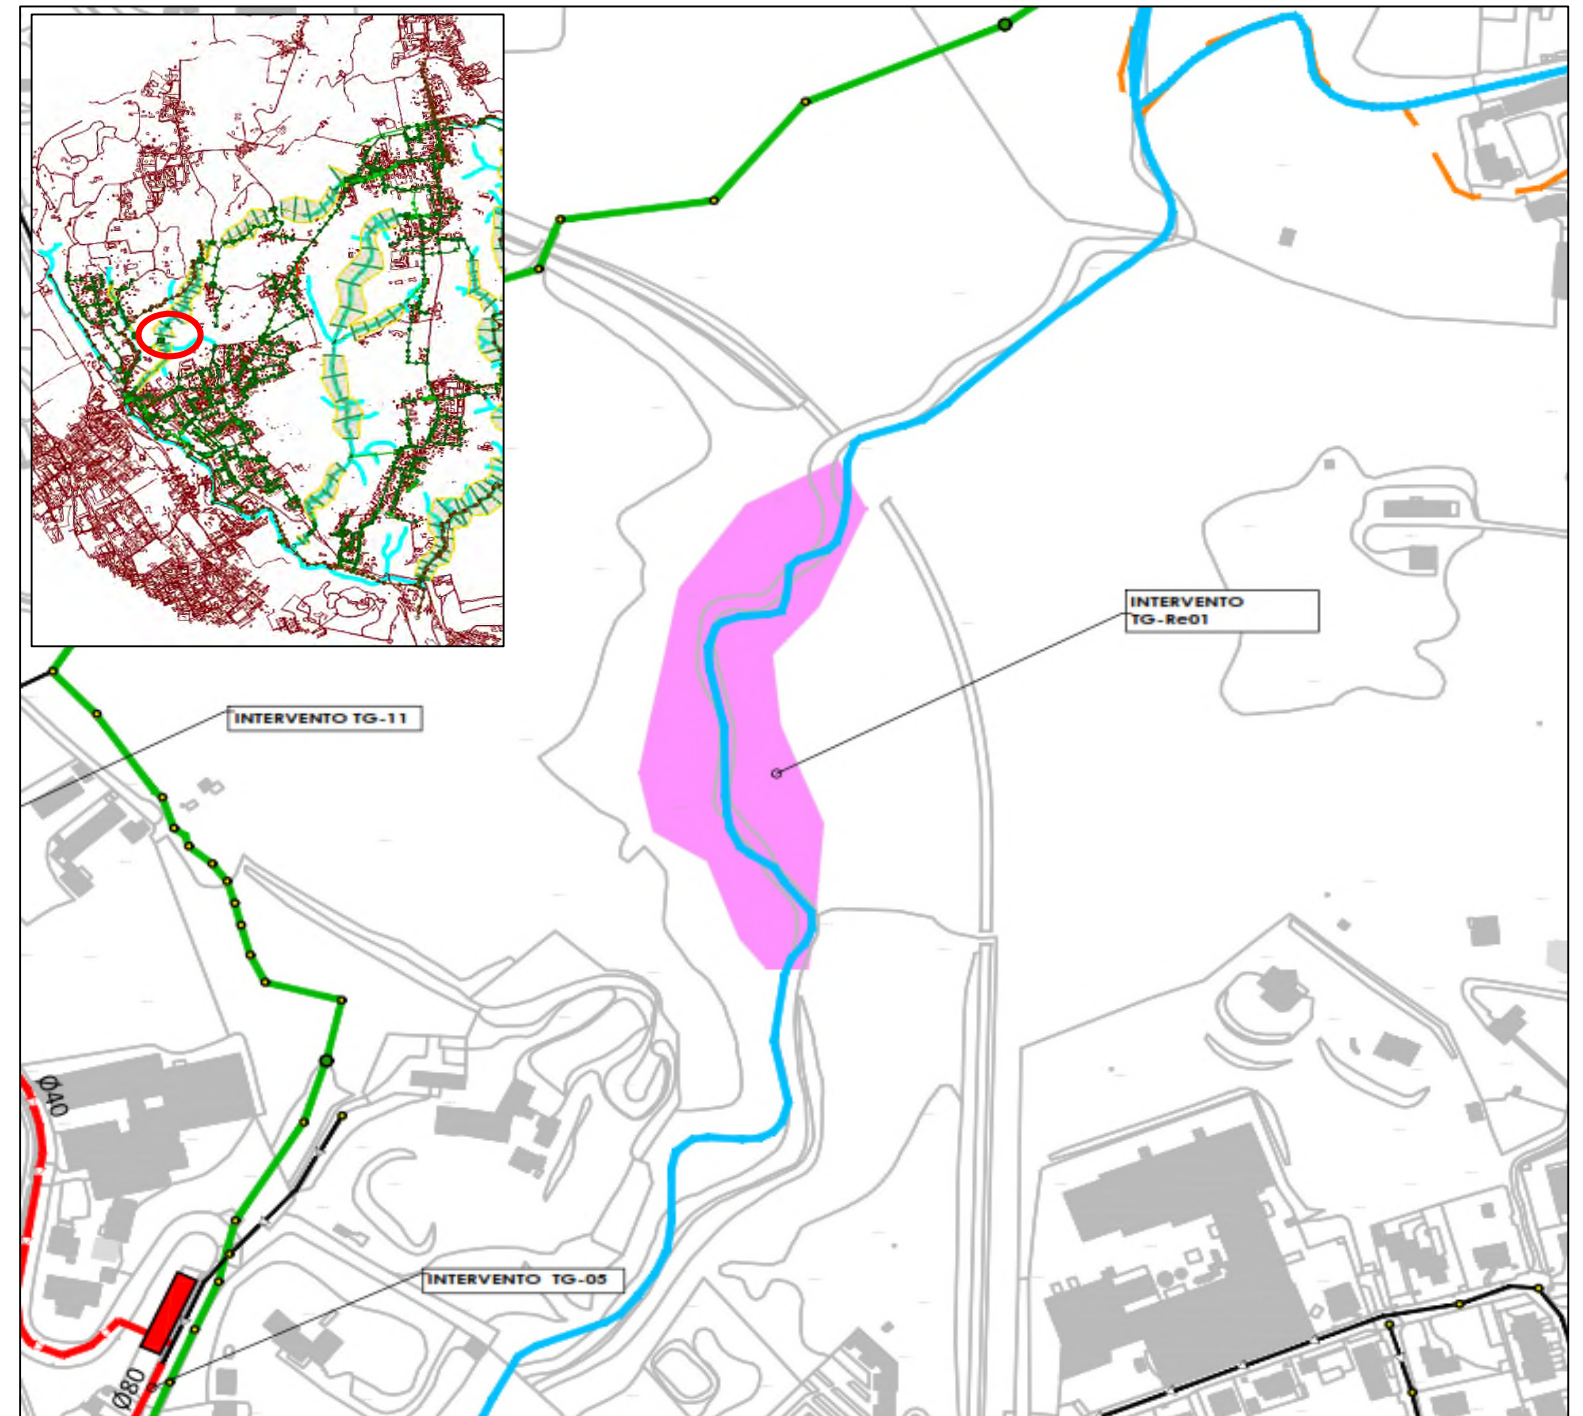 INTERVENTO
TG-Re01
INTERVENTO TG-11
Ø40
INTERVENTO TG-05
Ø80